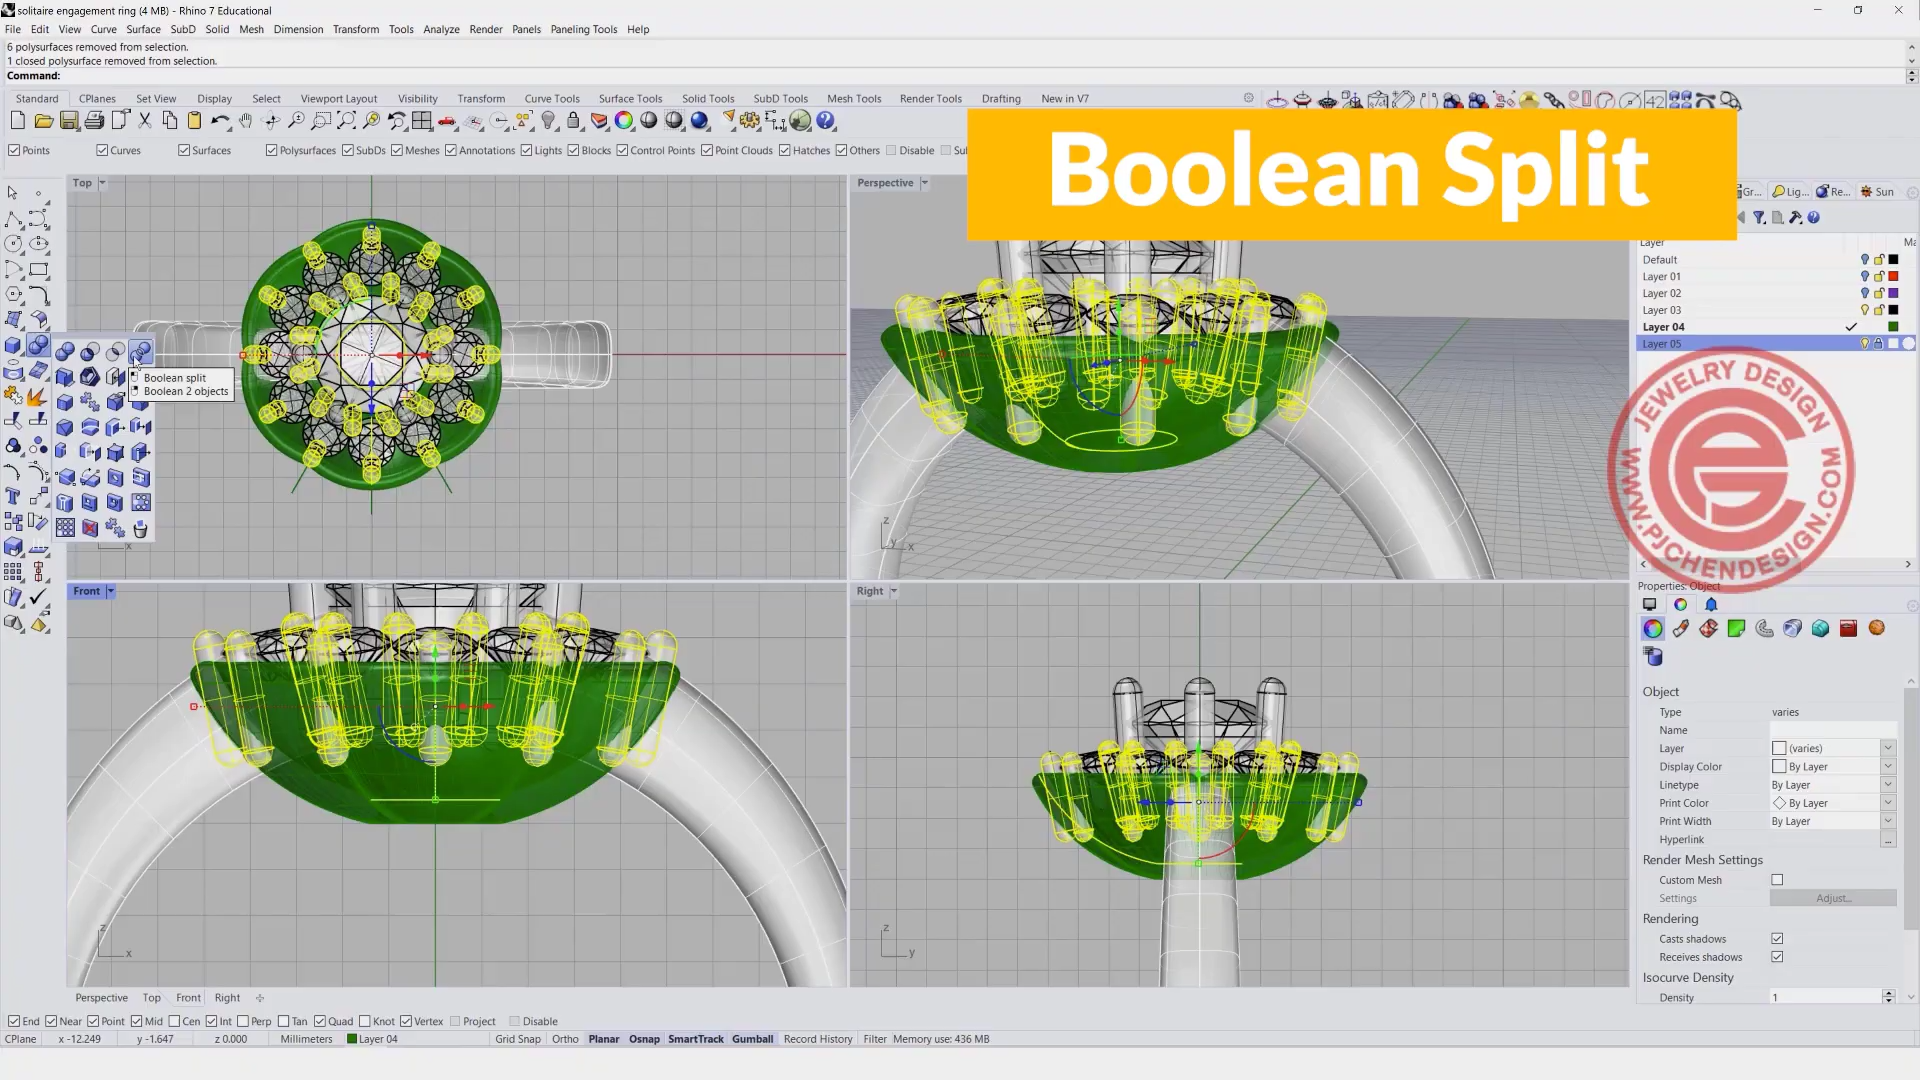 solitaire engagement ring (4 MB) - Rhino 7 Educational
File Edit View Curve Surface SubD Solid Mesh Dimension Transform Tools Analyze Render Panels Paneling Tools Help
6 polysurfaces removed from selection.
1 closed polysurface removed from selection.
Command:
Standard CPlanes Set View Display Select Viewport Layout Visibility Transform Curve Tools Surface Tools Solid Tools SubD Tools Mesh Tools Render Tools Drafting New in V7
Points Curves Surfaces Polysurfaces SubDs Meshes Annotations Lights Blocks Control Points Point Clouds Hatches Others Disable
Boolean Split
Top
Perspective
Gr... Lig... Re... Sun
Layer
Default
Layer 01
Layer 02
Layer 03
Layer 04
Layer 05
Boolean split
Boolean 2 objects
JEWELRY DESIGN
WWW.PJCHENDESIGN.COM
x
z
y
x
Front
Right
z
x
z
y
Properties: Object
Object
Type varies
Name
Layer (varies)
Display Color By Layer
Linetype By Layer
Print Color By Layer
Print Width By Layer
Hyperlink ...
Render Mesh Settings
Custom Mesh
Settings Adjust...
Rendering
Casts shadows
Receives shadows
Isocurve Density
Density 1
Perspective Top Front Right
End Near Point Mid Cen Int Perp Tan Quad Knot Vertex Project Disable
CPlane x -12.249 y -1.647 z 0.000 Millimeters Layer 04 Grid Snap Ortho Planar Osnap SmartTrack Gumball Record History Filter Memory use: 436 MB